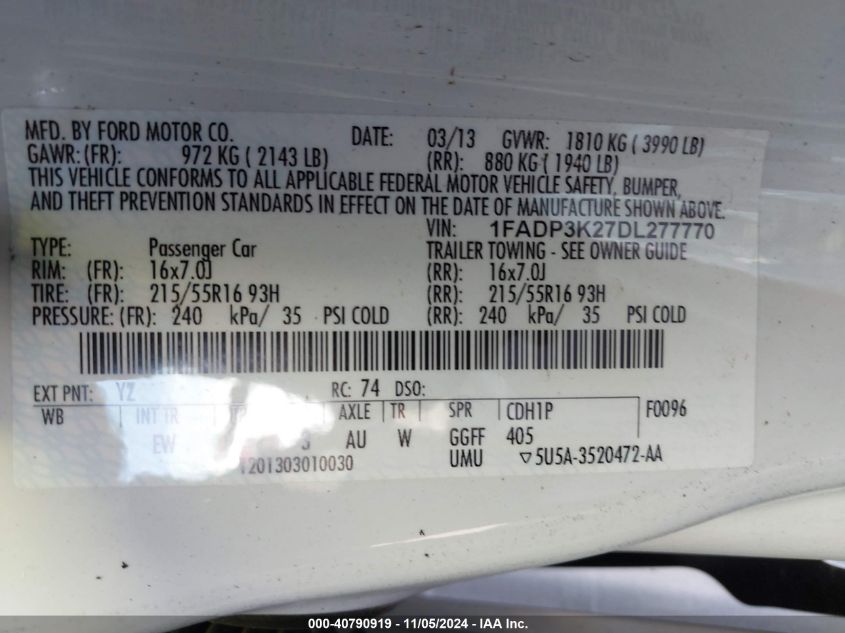 MFD. BY FORD MOTOR CO. DATE: 03/13 GVWR: 1810 KG ( 3990 LB)
GAWR: (FR): 972 KG ( 2143 LB) (RR): 880 KG ( 1940 LB)
THIS VEHICLE CONFORMS TO ALL APPLICABLE FEDERAL MOTOR VEHICLE SAFETY, BUMPER,
AND THEFT PREVENTION STANDARDS IN EFFECT ON THE DATE OF MANUFACTURE SHOWN ABOVE.
VIN: 1FADP3K27DL277770
TYPE: Passenger Car TRAILER TOWING - SEE OWNER GUIDE
RIM: (FR): 16x7.0J (RR): 16x7.0J
TIRE: (FR): 215/55R16 93H (RR): 215/55R16 93H
PRESSURE: (FR): 240 kPa/ 35 PSI COLD (RR): 240 kPa/ 35 PSI COLD
EXT PNT: YZ RC: 74 DSO:
WB INT TR AXLE TR SPR CDH1P F0096
EW 3 AU W GGFF 405
1201303010030 UMU ▽5U5A-3520472-AA
000-40790919 - 11/05/2024 - IAA Inc.